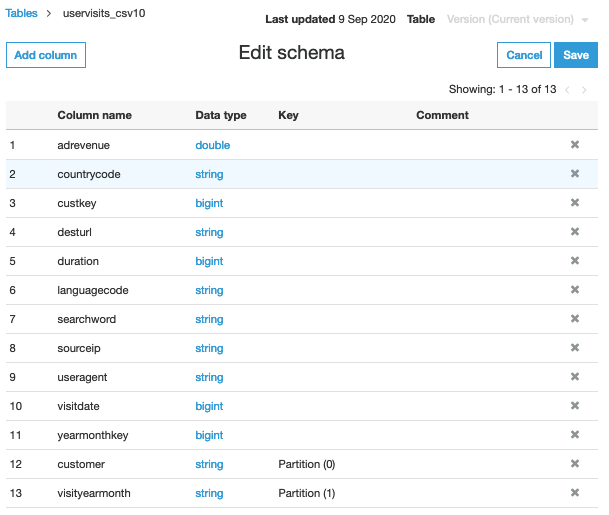 Tables > uservisits_csv10
Last updated 9 Sep 2020 Table Version (Current version)
Add column Edit schema Cancel Save
Showing: 1 - 13 of 13 < >
Column name Data type Key Comment
1 adrevenue double
2 countrycode string
3 custkey bigint
4 desturl string
5 duration bigint
6 languagecode string
7 searchword string
8 sourceip string
9 useragent string
10 visitdate bigint
11 yearmonthkey bigint
12 customer string Partition (0)
13 visityearmonth string Partition (1)